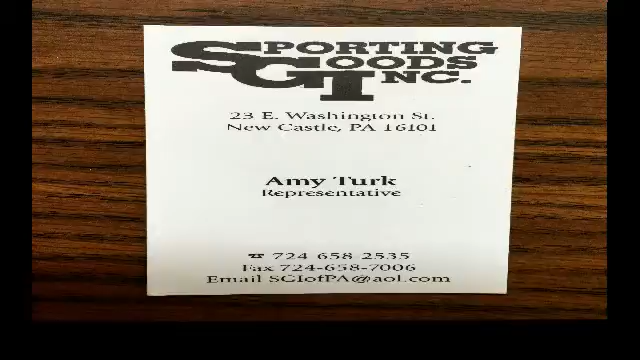 SPORTING
GOODS
INC.
23 E. Washington St.
New Castle, PA 16101
Amy Turk
Representative
☎ 724 658 2535
Fax 724-658-7006
Email SGIofPA@aol.com